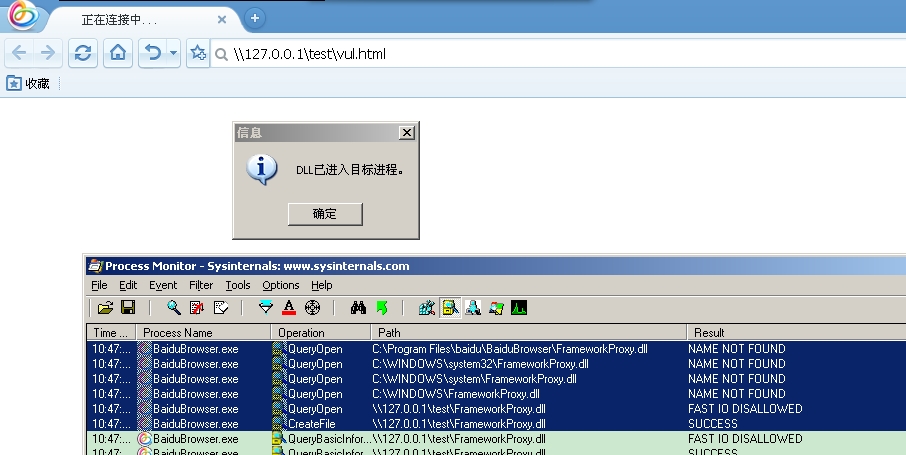 正在连接中...
\\127.0.0.1\test\vul.html
收藏
信息
DLL已进入目标进程。
确定
Process Monitor - Sysinternals: www.sysinternals.com
File Edit Event Filter Tools Options Help
Time ... Process Name Operation Path Result
10:47:... BaiduBrowser.exe QueryOpen C:\Program Files\baidu\BaiduBrowser\FrameworkProxy.dll NAME NOT FOUND
10:47:... BaiduBrowser.exe QueryOpen C:\WINDOWS\system32\FrameworkProxy.dll NAME NOT FOUND
10:47:... BaiduBrowser.exe QueryOpen C:\WINDOWS\system\FrameworkProxy.dll NAME NOT FOUND
10:47:... BaiduBrowser.exe QueryOpen C:\WINDOWS\FrameworkProxy.dll NAME NOT FOUND
10:47:... BaiduBrowser.exe QueryOpen \\127.0.0.1\test\FrameworkProxy.dll FAST IO DISALLOWED
10:47:... BaiduBrowser.exe CreateFile \\127.0.0.1\test\FrameworkProxy.dll SUCCESS
10:47:... BaiduBrowser.exe QueryBasicInfor... \\127.0.0.1\test\FrameworkProxy.dll FAST IO DISALLOWED
10:47:... BaiduBrowser.exe QueryBasicInfor... \\127.0.0.1\test\FrameworkProxy.dll SUCCESS